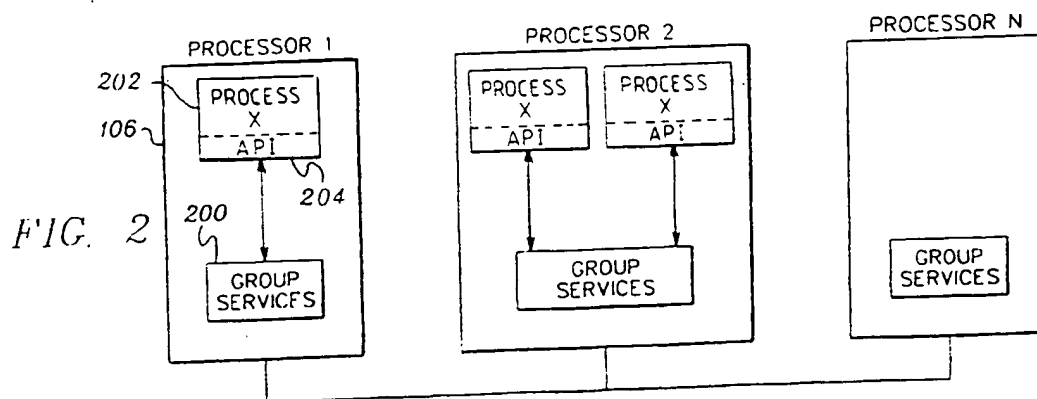 PROCESSOR 1
PROCESSOR 2
PROCESSOR N
202
PROCESS
X
API
PROCESS
X
API
PROCESS
X
API
106
204
200
FIG. 2
GROUP
SERVICES
GROUP
SERVICES
GROUP
SERVICES